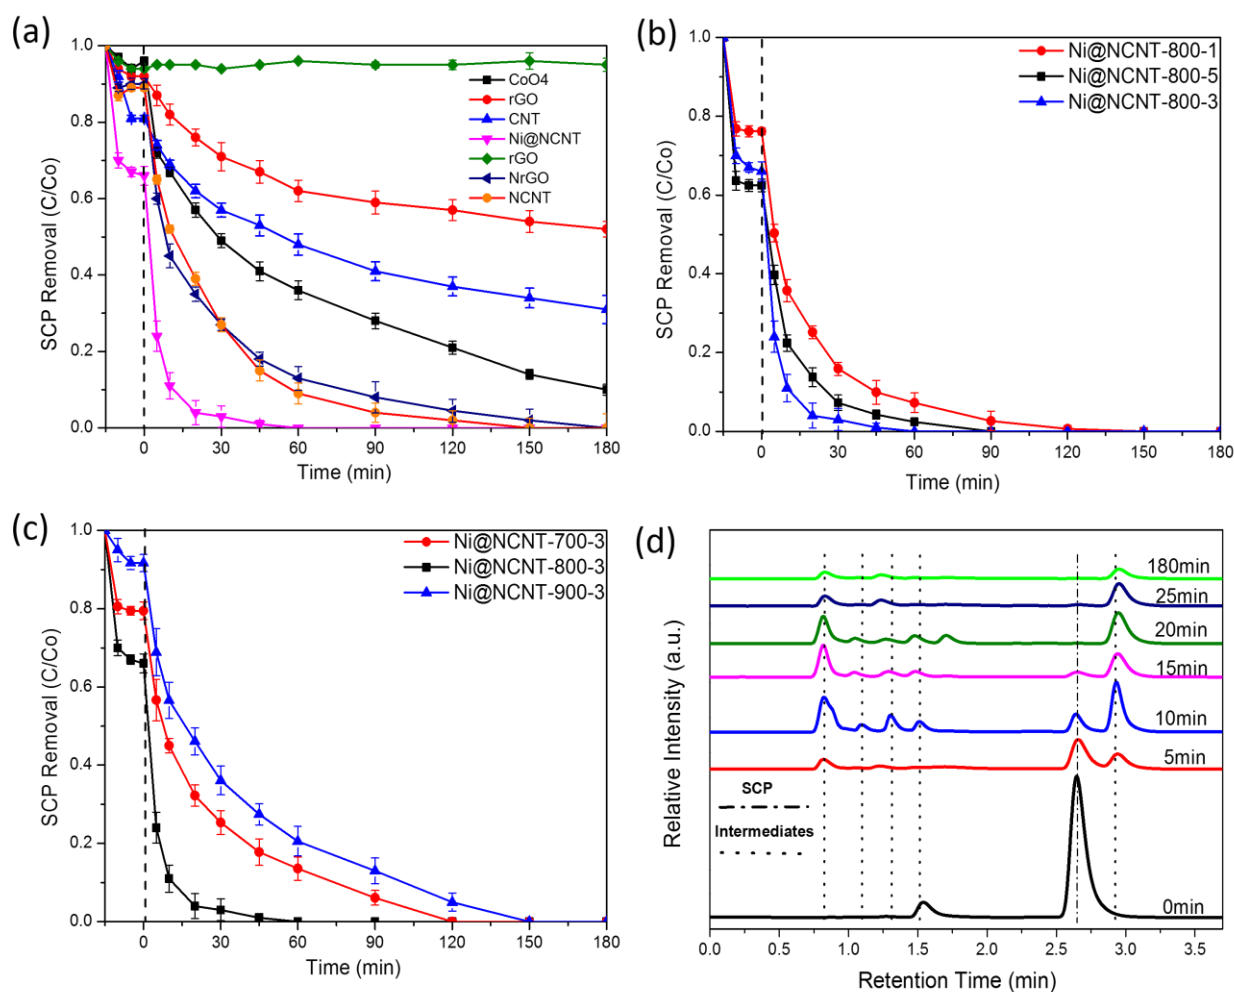 (a)
1.0
0.8
0.6
0.4
0.2
0.0
SCP Removal (C/Co)
CoO4
rGO
CNT
Ni@NCNT
rGO
NrGO
NCNT
0 30 60 90 120 150 180
Time (min)
(b)
1.0
0.8
0.6
0.4
0.2
0.0
SCP Removal (C/Co)
Ni@NCNT-800-1
Ni@NCNT-800-5
Ni@NCNT-800-3
0 30 60 90 120 150 180
Time (min)
(c)
1.0
0.8
0.6
0.4
0.2
0.0
SCP Removal (C/Co)
Ni@NCNT-700-3
Ni@NCNT-800-3
Ni@NCNT-900-3
0 30 60 90 120 150 180
Time (min)
(d)
Relative Intensity (a.u.)
180min
25min
20min
15min
10min
5min
SCP
Intermediates
0min
0.0 0.5 1.0 1.5 2.0 2.5 3.0 3.5
Retention Time (min)